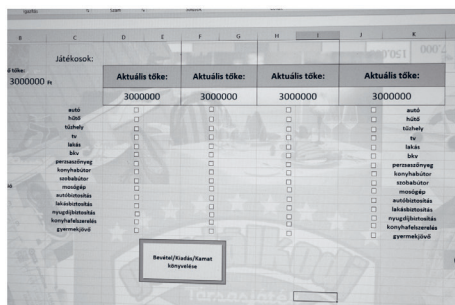 B C D E F G H I J K
Játékosok:
ő tőke:
3000000 Ft
Aktuális tőke: Aktuális tőke: Aktuális tőke: Aktuális tőke:
3000000 3000000 3000000 3000000
autó autó
hűtő hűtő
tűzhely tűzhely
tv tv
lakás lakás
bkv bkv
perzsaszőnyeg perzsaszőnyeg
konyhabútor konyhabútor
szobabútor szobabútor
mosógép mosógép
autóbiztosítás autóbiztosítás
lakásbiztosítás lakásbiztosítás
nyugdíjbiztosítás nyugdíjbiztosítás
konyhafelszerelés konyhafelszerelés
gyermekjövő gyermekjövő
Bevétel/Kiadás/Kamat
könyvelése